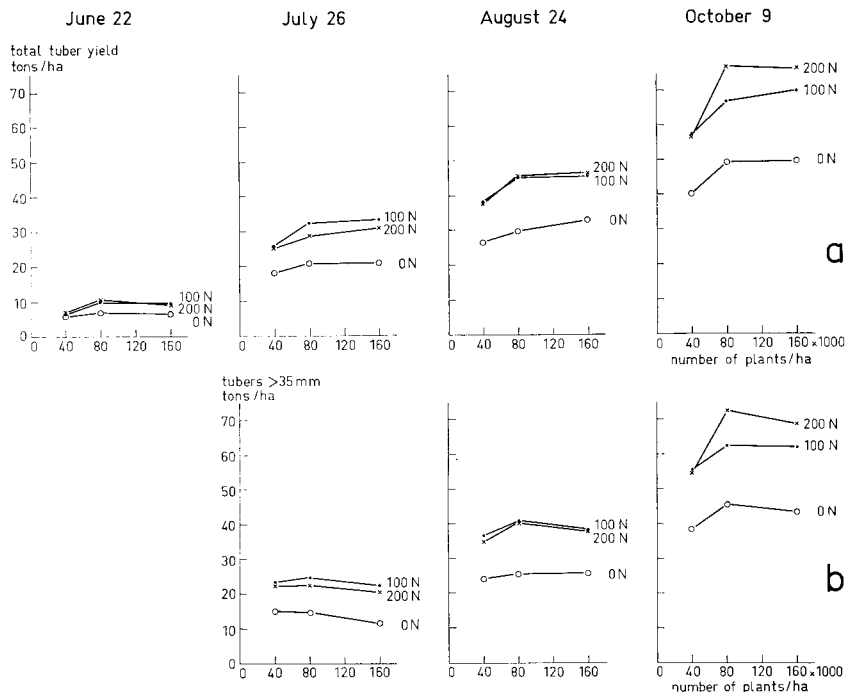 June 22
July 26
August 24
October 9
total tuber yield
tons/ha
70
60
50
40
30
20
10
0
100 N
200 N
0 N
0 40 80 120 160
100 N
200 N
0 N
0 40 80 120 160
200 N
100 N
0 N
0 40 80 120 160
200 N
100 N
0 N
a
0 40 80 120 160 ×1000
number of plants/ha
tubers >35mm
tons/ha
70
60
50
40
30
20
10
0
100 N
200 N
0 N
0 40 80 120 160
100 N
200 N
0 N
0 40 80 120 160
200 N
100 N
0 N
b
0 40 80 120 160 ×1000
number of plants/ha